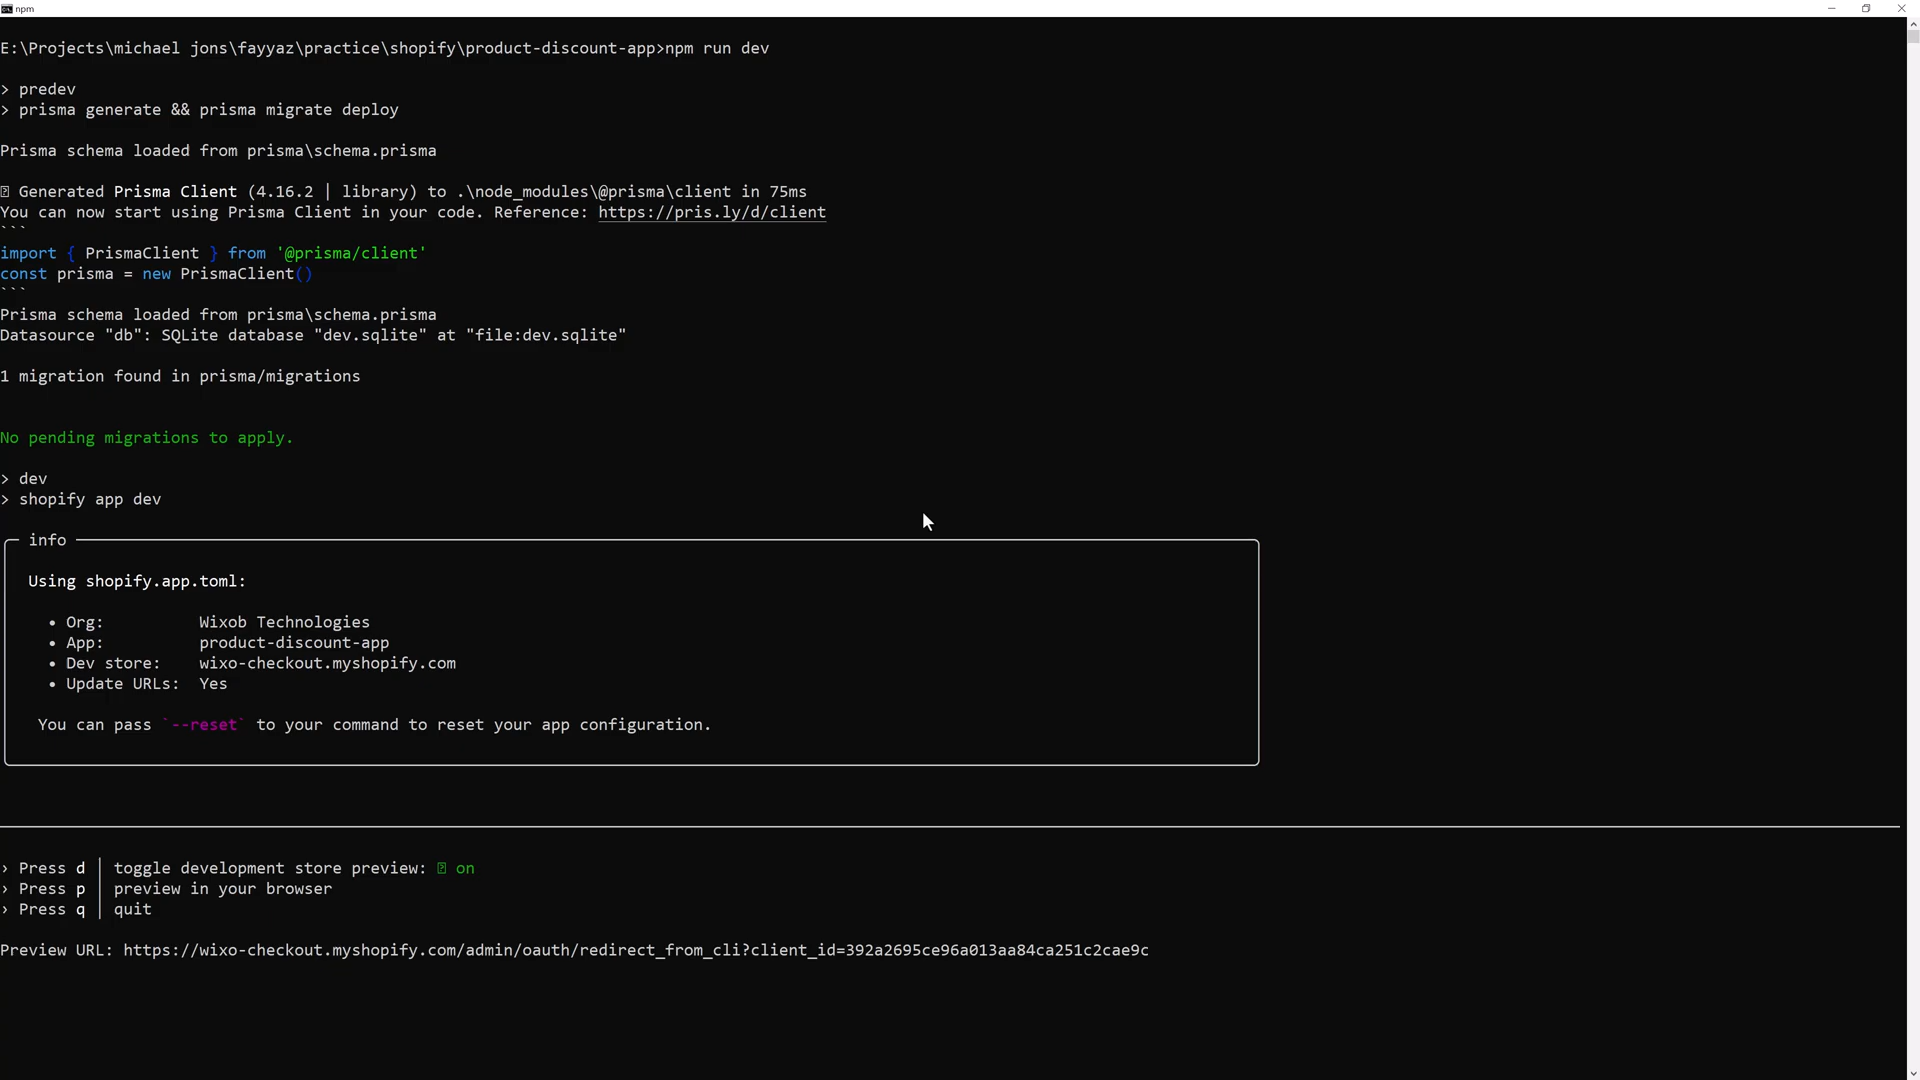 npm
E:\Projects\michael jons\fayyaz\practice\shopify\product-discount-app>npm run dev
> predev
> prisma generate && prisma migrate deploy
Prisma schema loaded from prisma\schema.prisma
Generated Prisma Client (4.16.2 | library) to .\node_modules\@prisma\client in 75ms
You can now start using Prisma Client in your code. Reference: https://pris.ly/d/client
```
import { PrismaClient } from '@prisma/client'
const prisma = new PrismaClient()
```
Prisma schema loaded from prisma\schema.prisma
Datasource "db": SQLite database "dev.sqlite" at "file:dev.sqlite"
1 migration found in prisma/migrations
No pending migrations to apply.
> dev
> shopify app dev
info
Using shopify.app.toml:
• Org: Wixob Technologies
• App: product-discount-app
• Dev store: wixo-checkout.myshopify.com
• Update URLs: Yes
You can pass `--reset` to your command to reset your app configuration.
› Press d │ toggle development store preview: on
› Press p │ preview in your browser
› Press q │ quit
Preview URL: https://wixo-checkout.myshopify.com/admin/oauth/redirect_from_cli?client_id=392a2695ce96a013aa84ca251c2cae9c